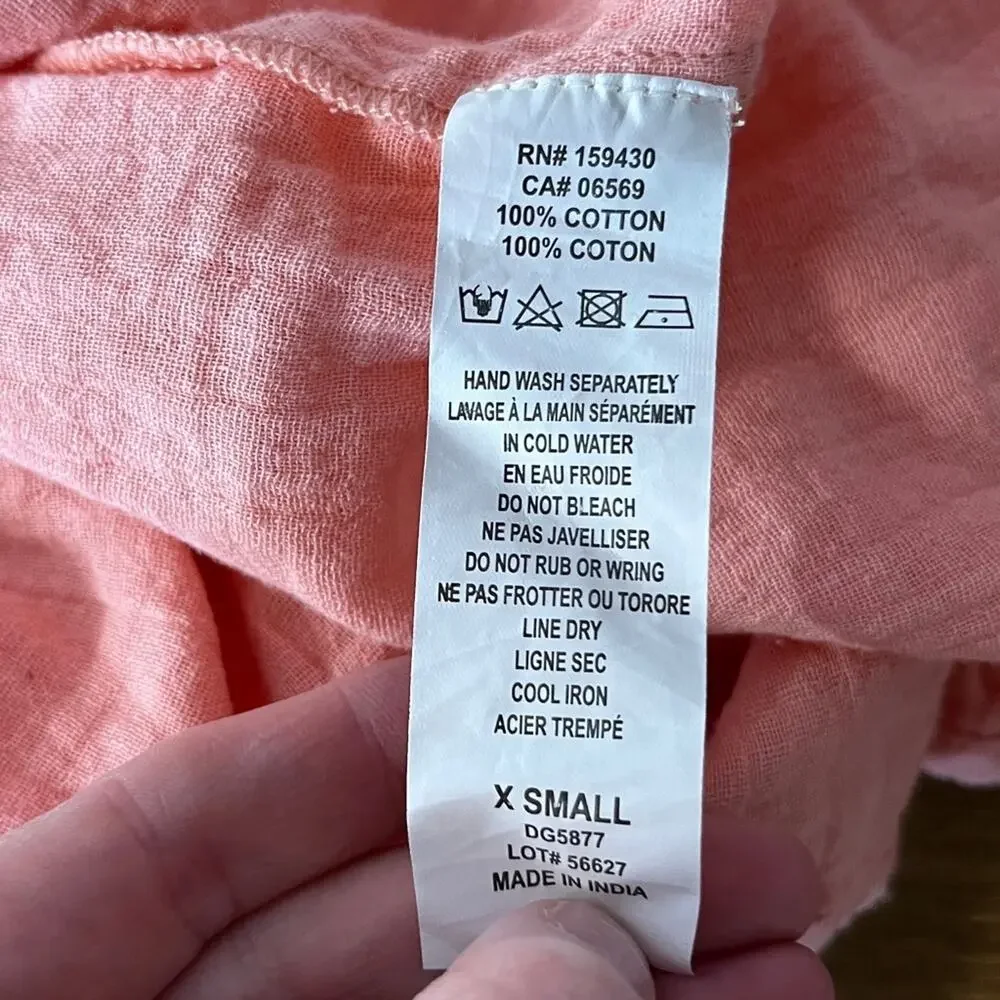 RN# 159430
CA# 06569
100% COTTON
100% COTON
HAND WASH SEPARATELY
LAVAGE À LA MAIN SÉPARÉMENT
IN COLD WATER
EN EAU FROIDE
DO NOT BLEACH
NE PAS JAVELLISER
DO NOT RUB OR WRING
NE PAS FROTTER OU TORORE
LINE DRY
LIGNE SEC
COOL IRON
ACIER TREMPÉ
X SMALL
DG5877
LOT# 56627
MADE IN INDIA